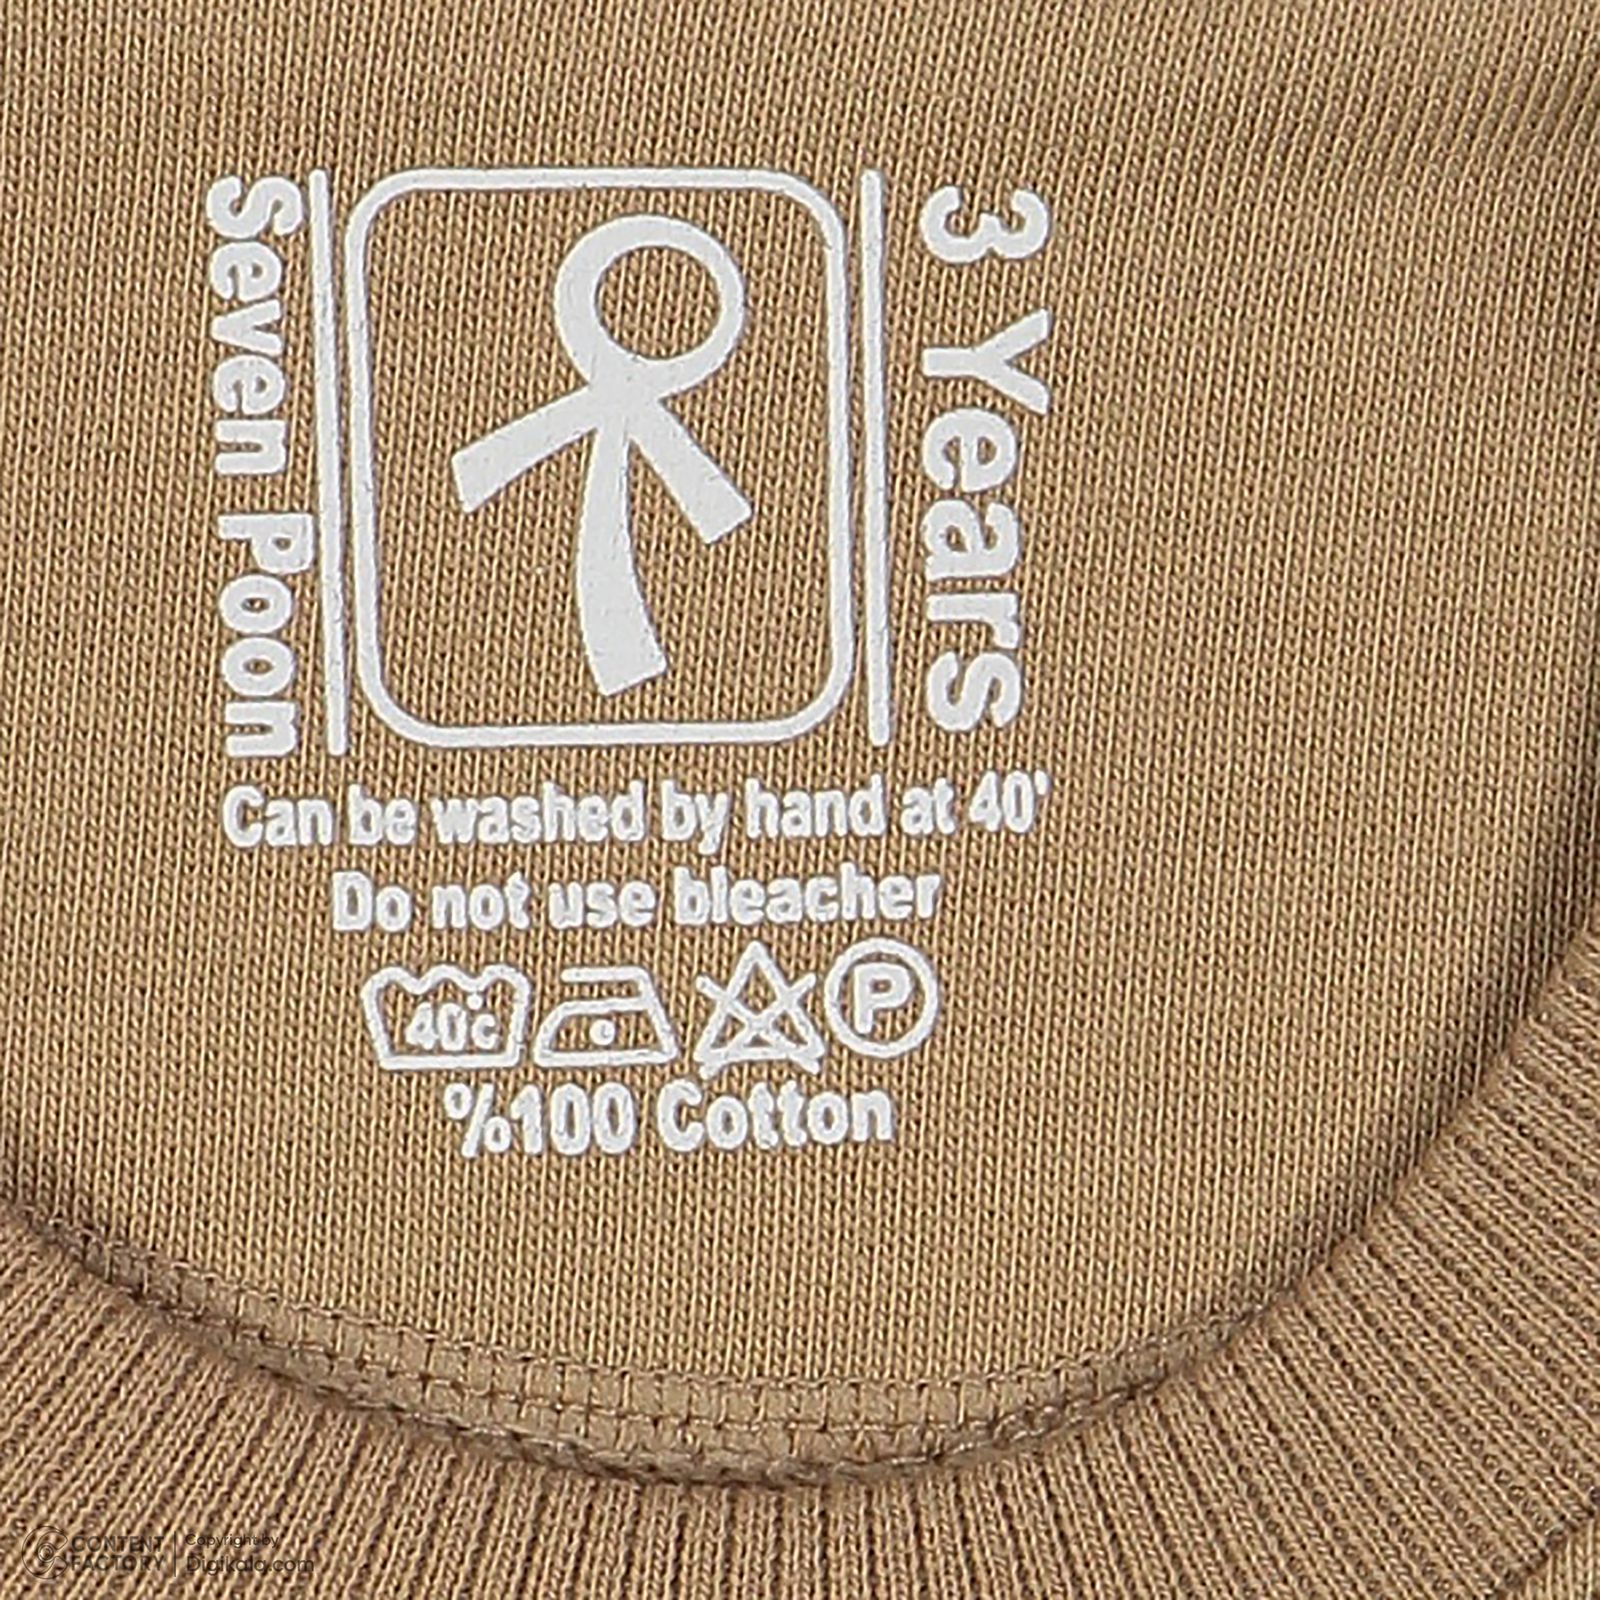 Seven Poon
3 Years
Can be washed by hand at 40'
Do not use bleacher
40°c P
%100 Cotton
CONTENT FACTORY
Copyright by
Digikala.com